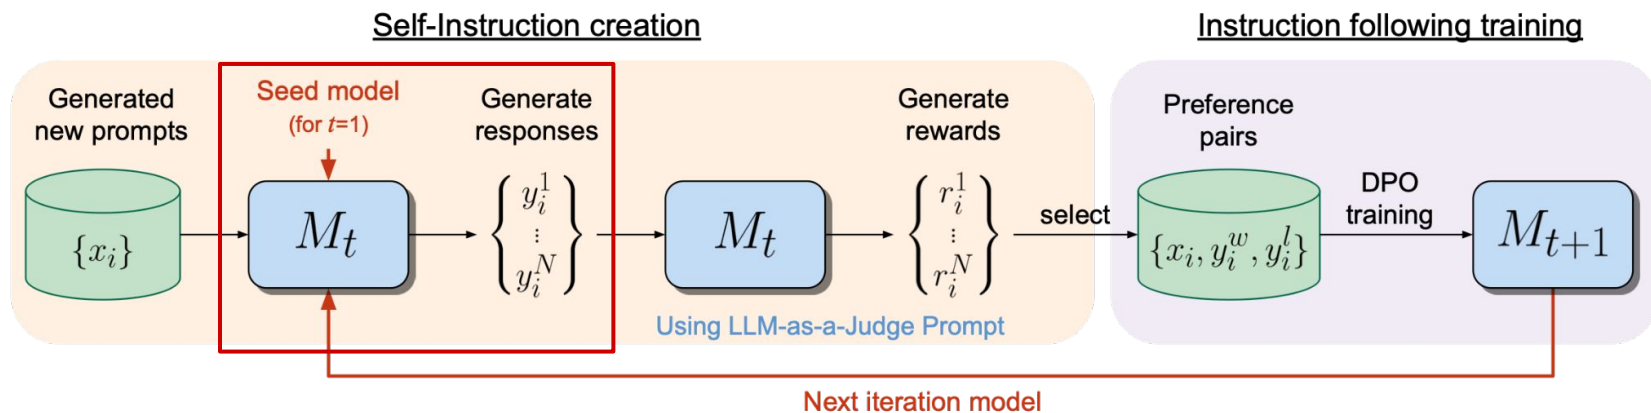 Self-Instruction creation
Instruction following training
Generated
new prompts
Seed model
(for t=1)
Generate
responses
Generate
rewards
Preference
pairs
{x_i}
M_t
y_i^1
⋮
y_i^N
M_t
r_i^1
⋮
r_i^N
select
{x_i, y_i^w, y_i^l}
DPO
training
M_{t+1}
Using LLM-as-a-Judge Prompt
Next iteration model